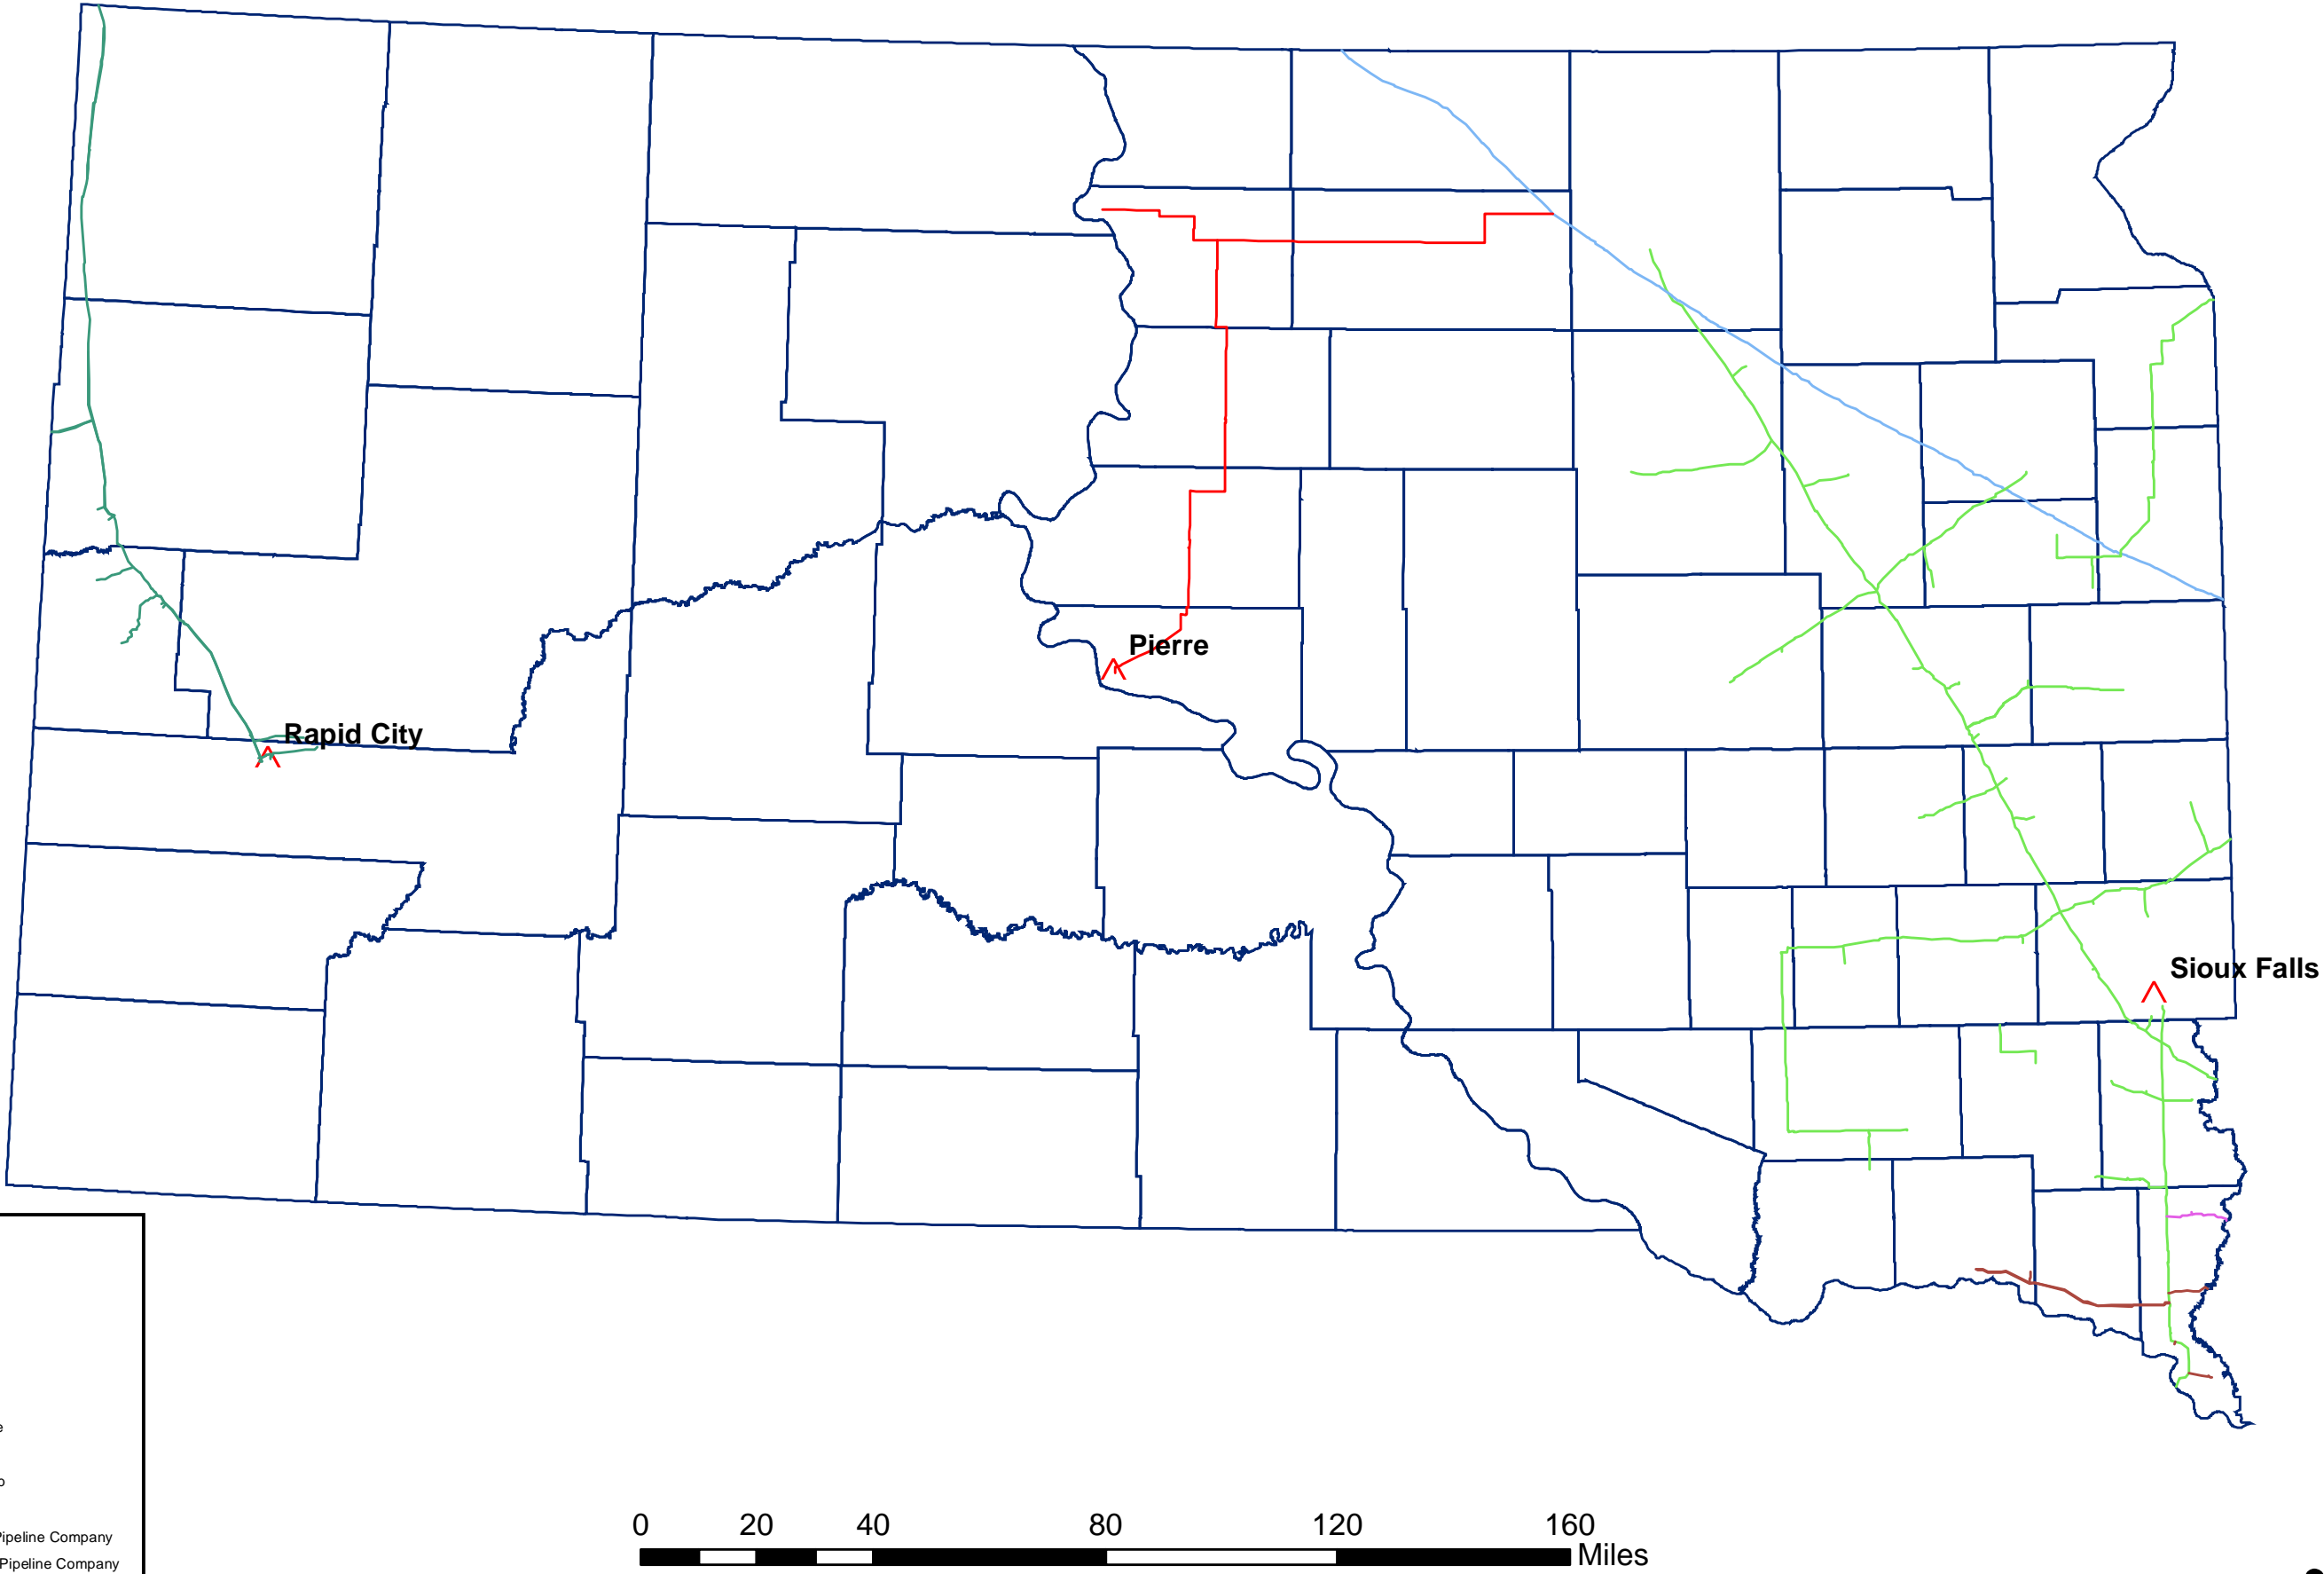 Pierre
Rapid City
Sioux Falls
Pipeline Company
Pipeline Company
0 20 40 80 120 160
Miles